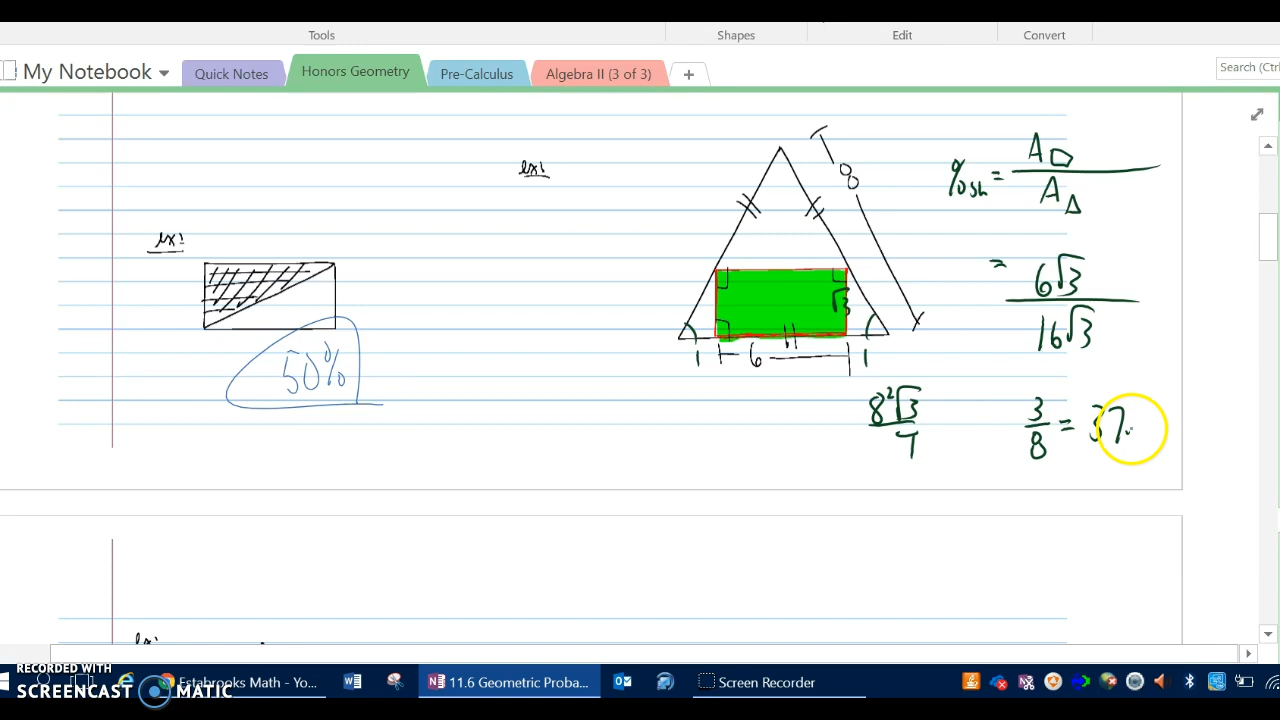 Tools Shapes Edit Convert
My Notebook Quick Notes Honors Geometry Pre-Calculus Algebra II (3 of 3) + Search (Ctrl
ex:
8
%sh = A▭ / A△
ex:
= 6√3 / 16√3
√3
1 6 1
50%
8²√3 / 4
3/8 = 37.
ex:
RECORDED WITH
SCREENCAST MATIC
Estabrooks Math - Yo...
11.6 Geometric Proba...
Screen Recorder